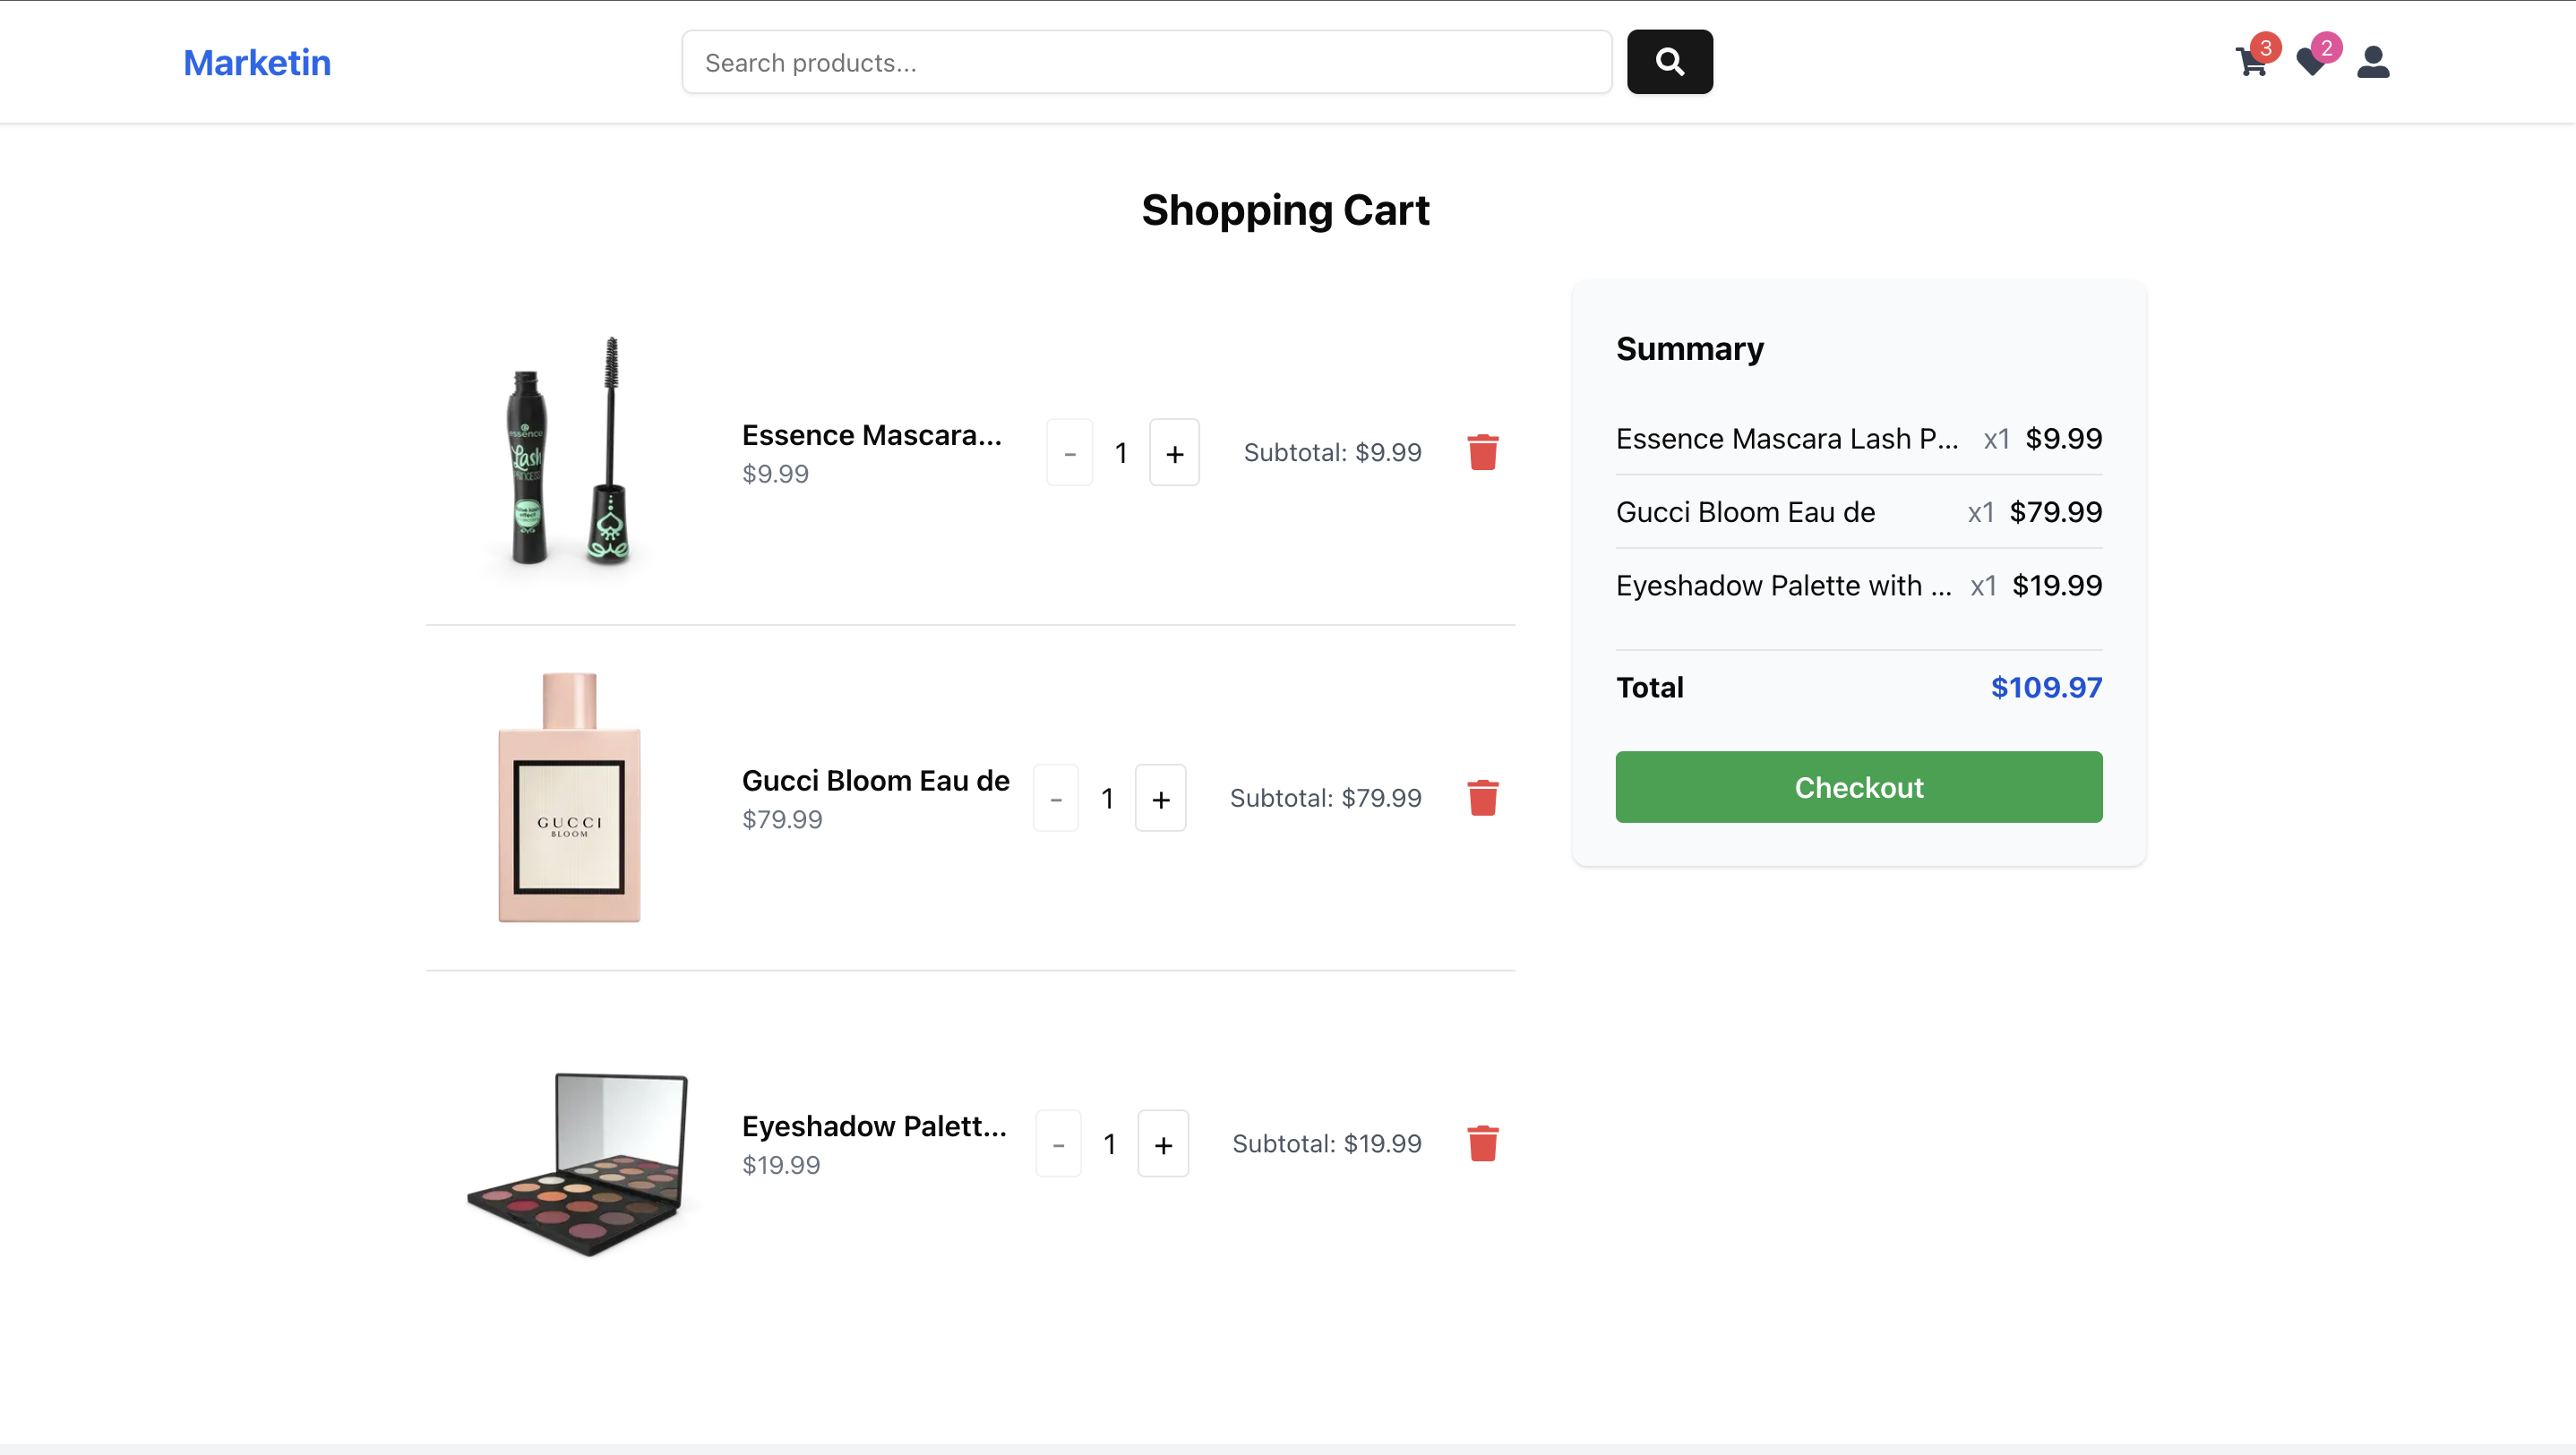 Marketin
Search products...
3
2
Shopping Cart
essence
Lash
PRINCESS
Essence Mascara...
$9.99
-
1
+
Subtotal: $9.99
GUCCI
BLOOM
Gucci Bloom Eau de
$79.99
-
1
+
Subtotal: $79.99
Eyeshadow Palett...
$19.99
-
1
+
Subtotal: $19.99
Summary
Essence Mascara Lash P... x1 $9.99
Gucci Bloom Eau de x1 $79.99
Eyeshadow Palette with ... x1 $19.99
Total $109.97
Checkout